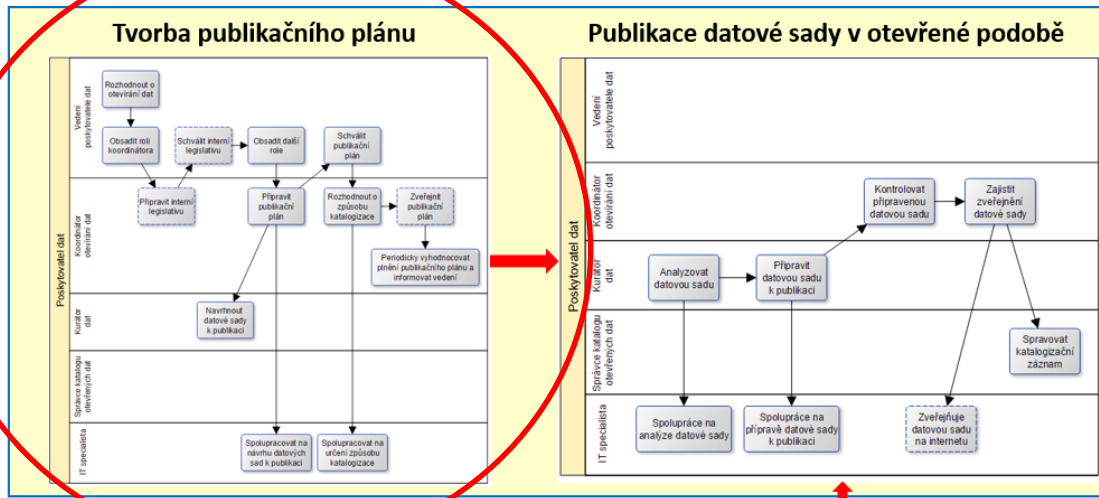 Tvorba publikačního plánu
Poskytovatel dat
Vedení
poskytovatele dat
Rozhodnout o
otevírání dat
Obsadit roli
koordinátora
Schválit interní
legislativu
Obsadit další
role
Schválit
publikační
plán
Koordinátor
otevírání dat
Připravit interní
legislativu
Připravit
publikační
plán
Rozhodnout o
způsobu
katalogizace
Zveřejnit
publikační
plán
Periodicky vyhodnocovat
plnění publikačního plánu a
informovat vedení
Kurátor
dat
Navrhnout
datové sady
k publikaci
Správce katalogu
otevřených dat
IT specialista
Spolupracovat na
návrhu datových
sad k publikaci
Spolupracovat na
určení způsobu
katalogizace
Publikace datové sady v otevřené podobě
Poskytovatel dat
Vedení
poskytovatele dat
Koordinátor
otevírání dat
Kontrolovat
připravenou
datovou sadu
Zajistit
zveřejnění
datové sady
Kurátor
dat
Analyzovat
datovou sadu
Připravit
datovou sadu
k publikaci
Správce katalogu
otevřených dat
Spravovat
katalogizační
záznam
IT specialista
Spolupráce na
analýze datové sady
Spolupráce na
přípravě datové sady
k publikaci
Zveřejňuje
datovou sadu
na internetu